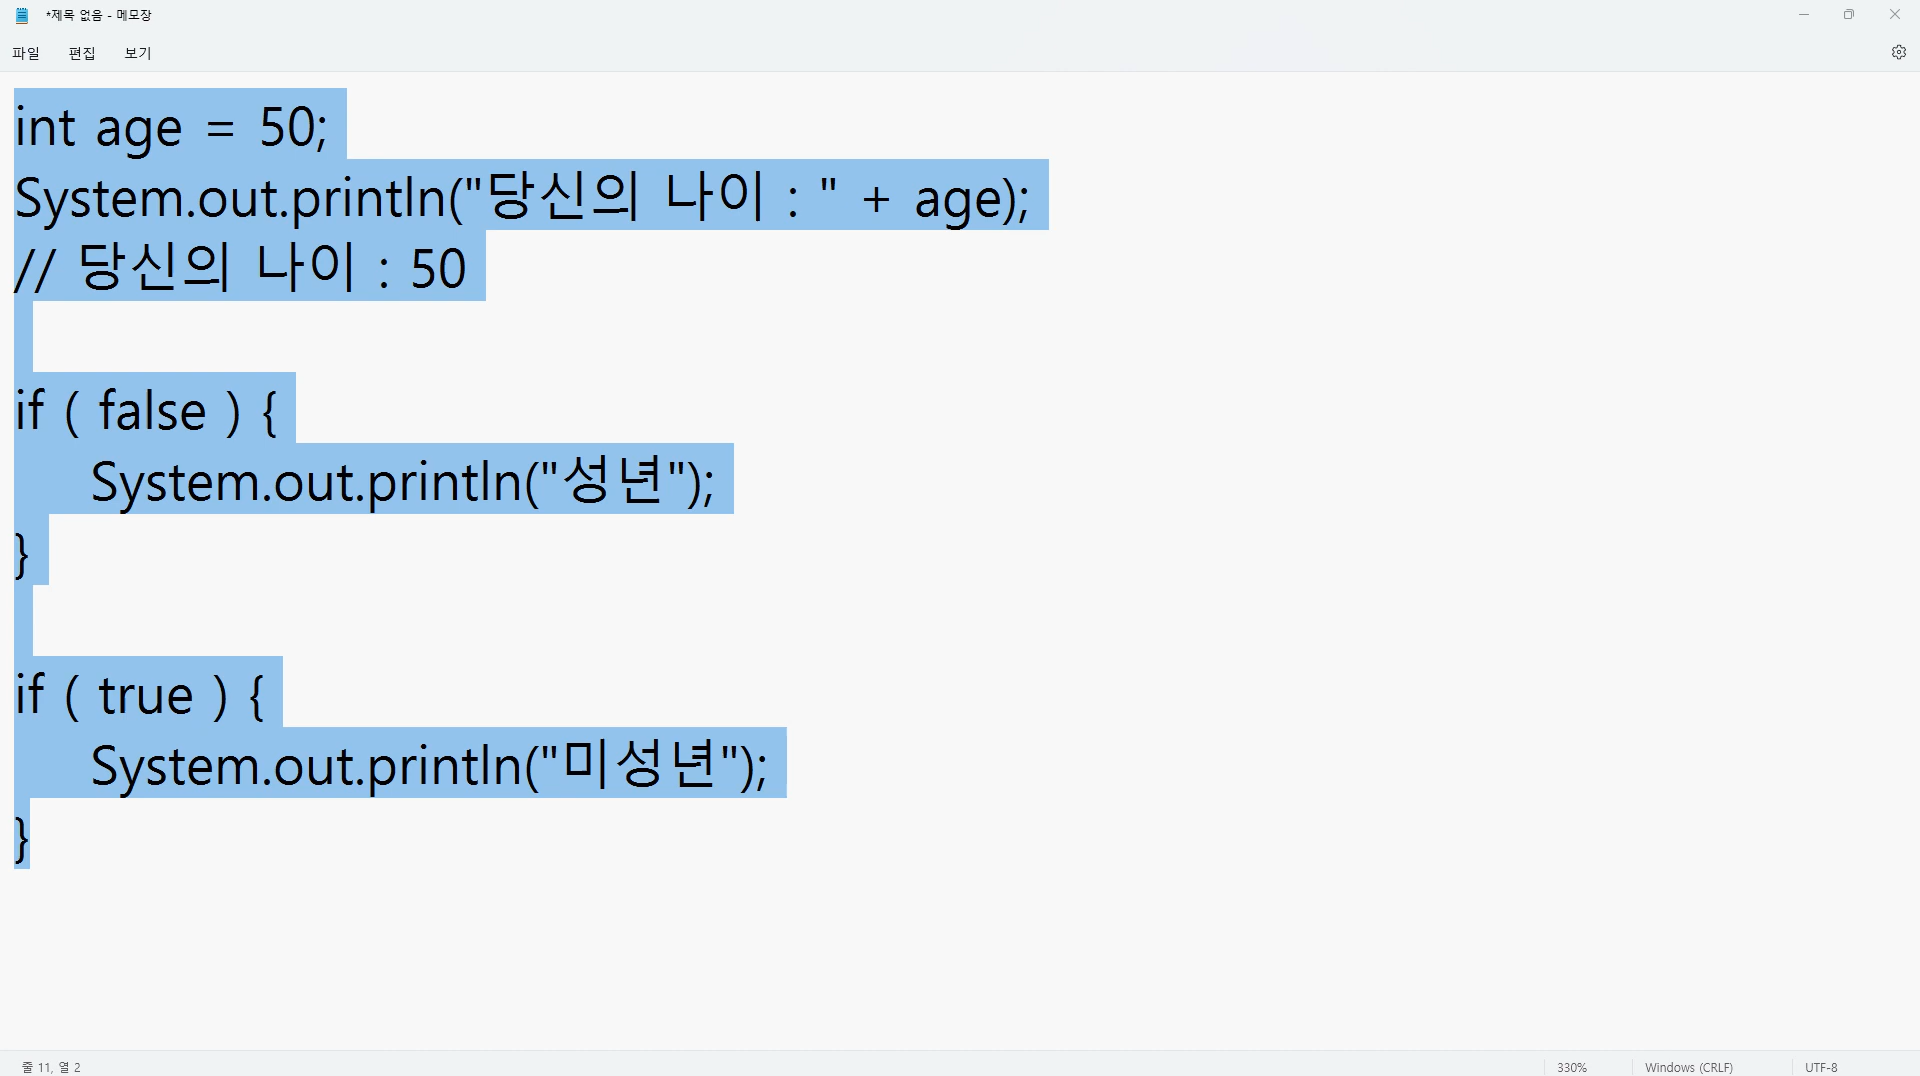 *제목 없음 - 메모장
파일 편집 보기
int age = 50;
System.out.println("당신의 나이 : " + age);
// 당신의 나이 : 50
if ( false ) {
System.out.println("성년");
}
if ( true ) {
System.out.println("미성년");
}
줄 11, 열 2 330% Windows (CRLF) UTF-8